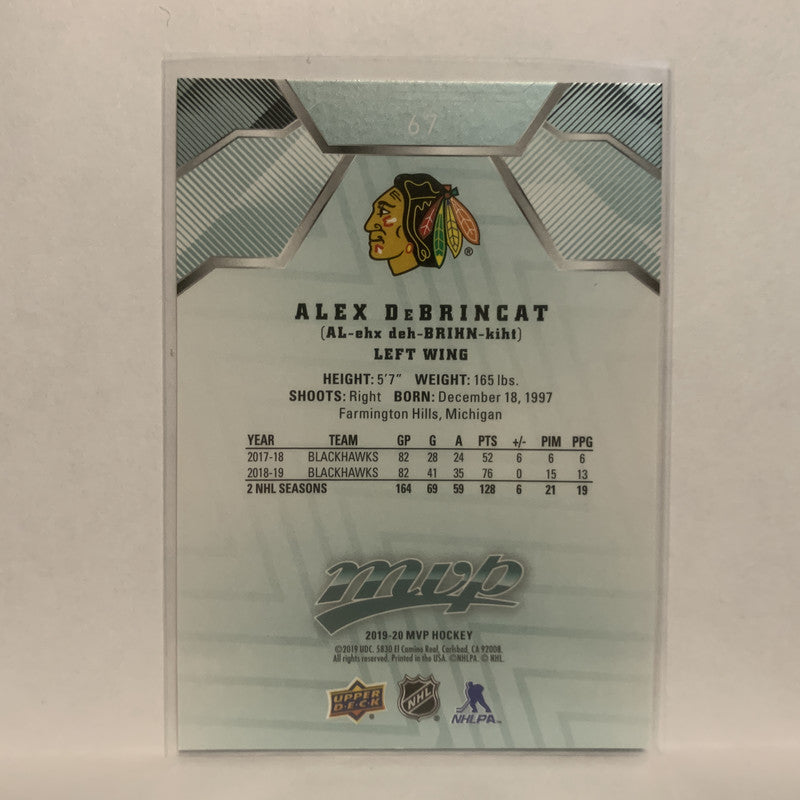 67
®
ALEX DeBRINCAT
(AL-ehx deh-BRIHN-kiht)
LEFT WING
HEIGHT: 5'7" WEIGHT: 165 lbs.
SHOOTS: Right BORN: December 18, 1997
Farmington Hills, Michigan
YEAR TEAM GP G A PTS +/- PIM PPG
2017-18 BLACKHAWKS 82 28 24 52 6 6 6
2018-19 BLACKHAWKS 82 41 35 76 0 15 13
2 NHL SEASONS 164 69 59 128 6 21 19
mvp
2019-20 MVP HOCKEY
©2019 UDC. 5830 El Camino Real, Carlsbad, CA 92008.
All rights reserved. Printed in the USA. ©NHLPA. © NHL.
UPPER DECK® NHL® NHLPA™